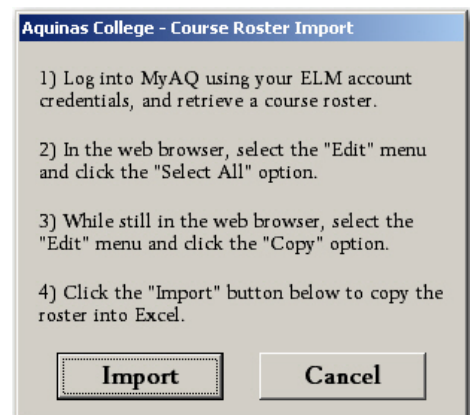 Aquinas College - Course Roster Import
1) Log into MyAQ using your ELM account
credentials, and retrieve a course roster.
2) In the web browser, select the "Edit" menu
and click the "Select All" option.
3) While still in the web browser, select the
"Edit" menu and click the "Copy" option.
4) Click the "Import" button below to copy the
roster into Excel.
Import Cancel